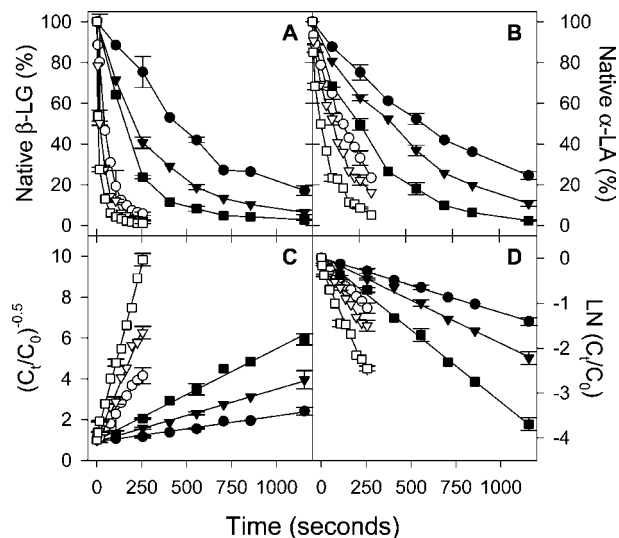 100 A B 100
80 80
60 60
40 40
20 20
0 0
Native β-LG (%)
Native α-LA (%)
10 C D 0
8 -1
6 -2
4 -3
2 -4
0
(Cₜ/C₀)⁻⁰·⁵
LN (Cₜ/C₀)
0 250 500 750 1000 0 250 500 750 1000
Time (seconds)